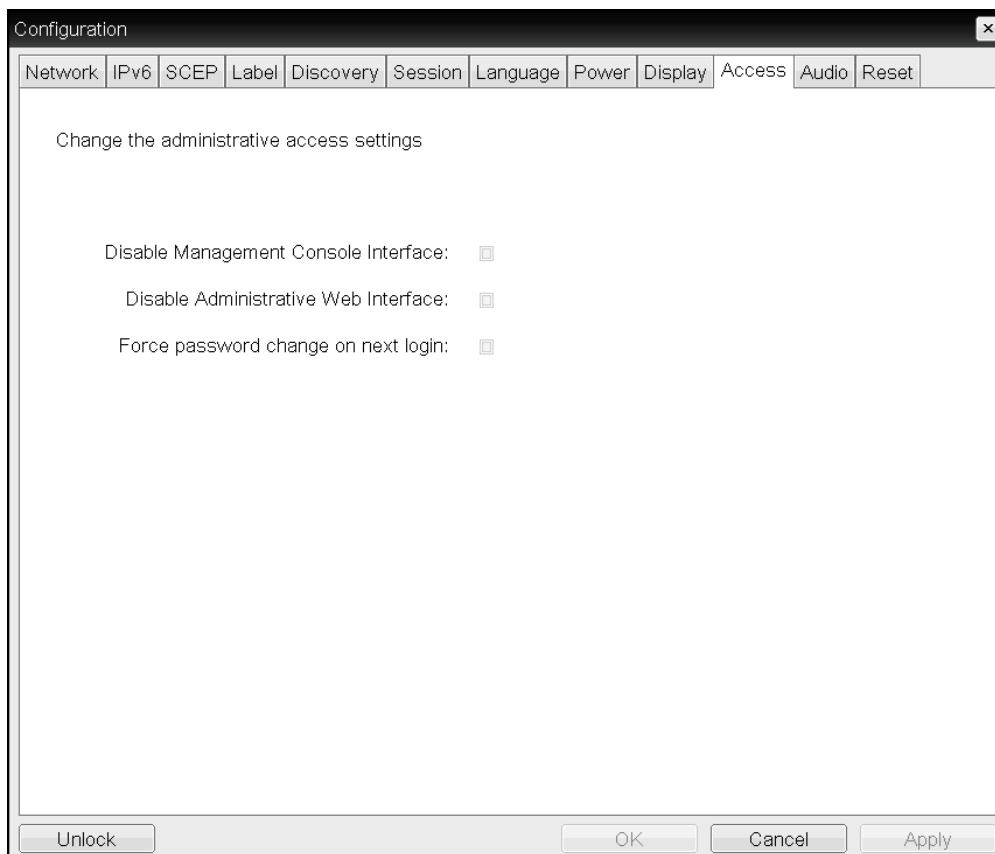 Configuration
Network IPv6 SCEP Label Discovery Session Language Power Display Access Audio Reset
Change the administrative access settings
Disable Management Console Interface:
Disable Administrative Web Interface:
Force password change on next login:
Unlock OK Cancel Apply